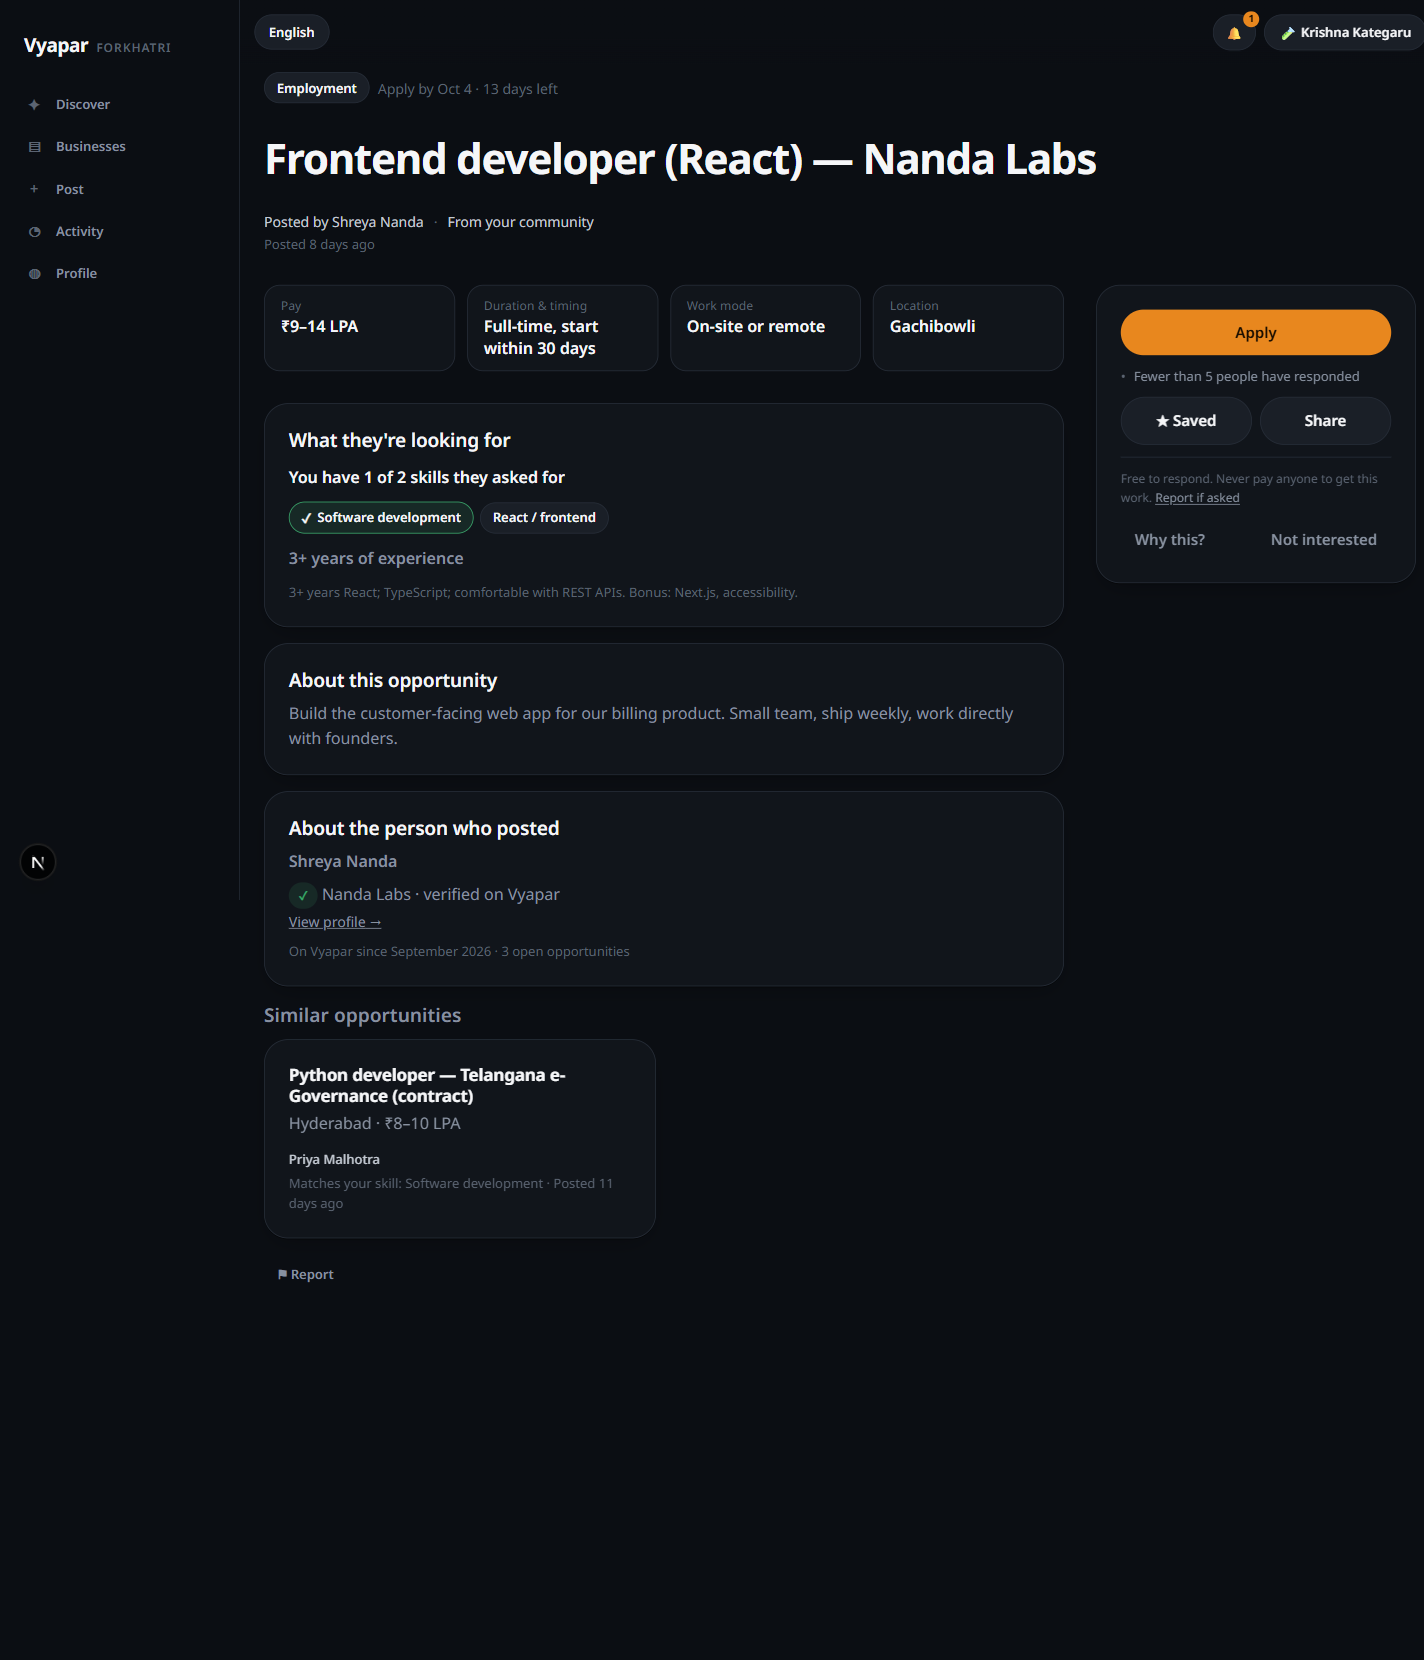 Vyapar FORKHATRI
Discover
Businesses
Post
Activity
Profile
English
1
Krishna Kategaru
Employment
Apply by Oct 4 · 13 days left
Frontend developer (React) — Nanda Labs
Posted by Shreya Nanda · From your community
Posted 8 days ago
Pay
₹9–14 LPA
Duration & timing
Full-time, start
within 30 days
Work mode
On-site or remote
Location
Gachibowli
Apply
• Fewer than 5 people have responded
★ Saved
Share
Free to respond. Never pay anyone to get this
work. Report if asked
Why this?
Not interested
What they're looking for
You have 1 of 2 skills they asked for
✓ Software development
React / frontend
3+ years of experience
3+ years React; TypeScript; comfortable with REST APIs. Bonus: Next.js, accessibility.
About this opportunity
Build the customer-facing web app for our billing product. Small team, ship weekly, work directly
with founders.
About the person who posted
Shreya Nanda
✓ Nanda Labs · verified on Vyapar
View profile →
On Vyapar since September 2026 · 3 open opportunities
N
Similar opportunities
Python developer — Telangana e-
Governance (contract)
Hyderabad · ₹8–10 LPA
Priya Malhotra
Matches your skill: Software development · Posted 11
days ago
⚑ Report